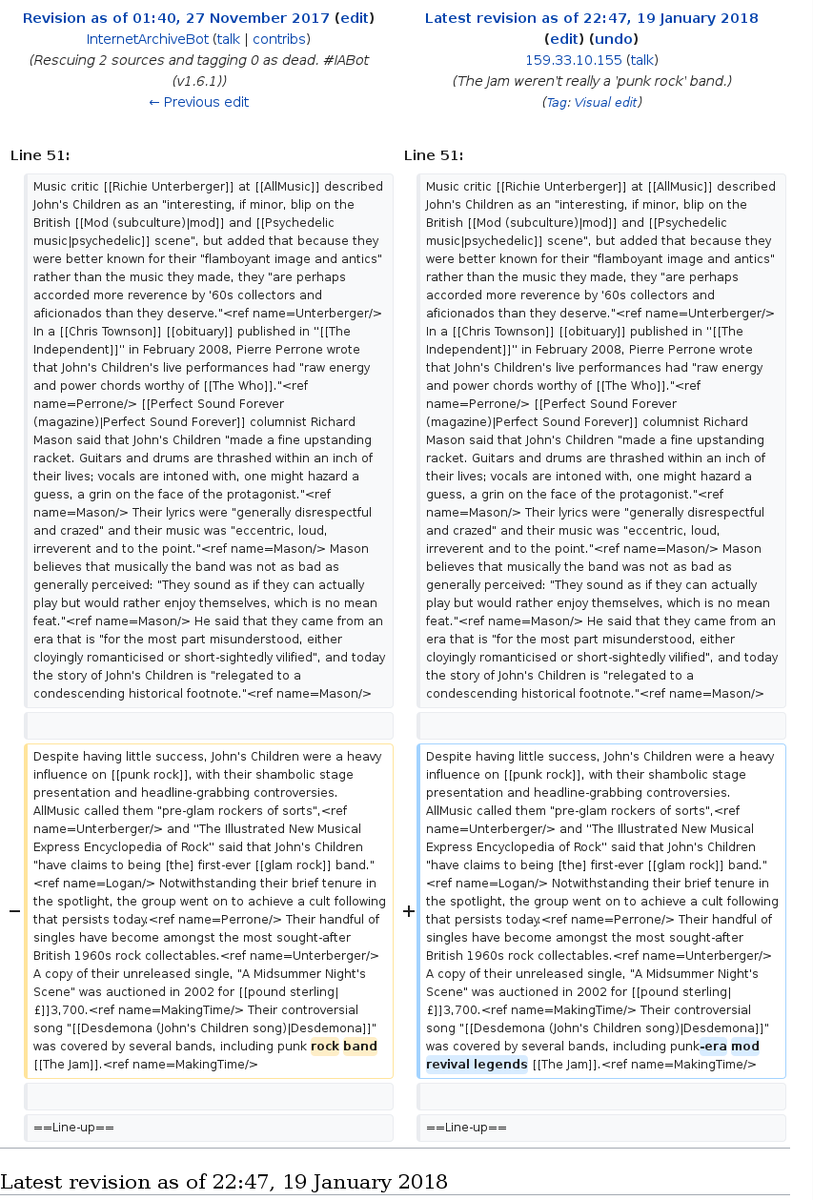 Revision as of 01:40, 27 November 2017 (edit)
InternetArchiveBot (talk | contribs)
(Rescuing 2 sources and tagging 0 as dead. #IABot
(v1.6.1))
← Previous edit
Latest revision as of 22:47, 19 January 2018
(edit) (undo)
159.33.10.155 (talk)
(The Jam weren't really a 'punk rock' band.)
(Tag: Visual edit)
Line 51:
Music critic [[Richie Unterberger]] at [[AllMusic]] described
John's Children as an "interesting, if minor, blip on the
British [[Mod (subculture)|mod]] and [[Psychedelic
music|psychedelic]] scene", but added that because they
were better known for their "flamboyant image and antics"
rather than the music they made, they "are perhaps
accorded more reverence by '60s collectors and
aficionados than they deserve."<ref name=Unterberger/>
In a [[Chris Townson]] [[obituary]] published in ''[[The
Independent]]'' in February 2008, Pierre Perrone wrote
that John's Children's live performances had "raw energy
and power chords worthy of [[The Who]]."<ref
name=Perrone/> [[Perfect Sound Forever
(magazine)|Perfect Sound Forever]] columnist Richard
Mason said that John's Children "made a fine upstanding
racket. Guitars and drums are thrashed within an inch of
their lives; vocals are intoned with, one might hazard a
guess, a grin on the face of the protagonist."<ref
name=Mason/> Their lyrics were "generally disrespectful
and crazed" and their music was "eccentric, loud,
irreverent and to the point."<ref name=Mason/> Mason
believes that musically the band was not as bad as
generally perceived: "They sound as if they can actually
play but would rather enjoy themselves, which is no mean
feat."<ref name=Mason/> He said that they came from an
era that is "for the most part misunderstood, either
cloyingly romanticised or short-sightedly vilified", and today
the story of John's Children is "relegated to a
condescending historical footnote."<ref name=Mason/>
Line 51:
Music critic [[Richie Unterberger]] at [[AllMusic]] described
John's Children as an "interesting, if minor, blip on the
British [[Mod (subculture)|mod]] and [[Psychedelic
music|psychedelic]] scene", but added that because they
were better known for their "flamboyant image and antics"
rather than the music they made, they "are perhaps
accorded more reverence by '60s collectors and
aficionados than they deserve."<ref name=Unterberger/>
In a [[Chris Townson]] [[obituary]] published in ''[[The
Independent]]'' in February 2008, Pierre Perrone wrote
that John's Children's live performances had "raw energy
and power chords worthy of [[The Who]]."<ref
name=Perrone/> [[Perfect Sound Forever
(magazine)|Perfect Sound Forever]] columnist Richard
Mason said that John's Children "made a fine upstanding
racket. Guitars and drums are thrashed within an inch of
their lives; vocals are intoned with, one might hazard a
guess, a grin on the face of the protagonist."<ref
name=Mason/> Their lyrics were "generally disrespectful
and crazed" and their music was "eccentric, loud,
irreverent and to the point."<ref name=Mason/> Mason
believes that musically the band was not as bad as
generally perceived: "They sound as if they can actually
play but would rather enjoy themselves, which is no mean
feat."<ref name=Mason/> He said that they came from an
era that is "for the most part misunderstood, either
cloyingly romanticised or short-sightedly vilified", and today
the story of John's Children is "relegated to a
condescending historical footnote."<ref name=Mason/>
−
Despite having little success, John's Children were a heavy
influence on [[punk rock]], with their shambolic stage
presentation and headline-grabbing controversies.
AllMusic called them "pre-glam rockers of sorts",<ref
name=Unterberger/> and ''The Illustrated New Musical
Express Encyclopedia of Rock'' said that John's Children
"have claims to being [the] first-ever [[glam rock]] band."
<ref name=Logan/> Notwithstanding their brief tenure in
the spotlight, the group went on to achieve a cult following
that persists today.<ref name=Perrone/> Their handful of
singles have become amongst the most sought-after
British 1960s rock collectables.<ref name=Unterberger/>
A copy of their unreleased single, "A Midsummer Night's
Scene" was auctioned in 2002 for [[pound sterling|
£]]3,700.<ref name=MakingTime/> Their controversial
song "[[Desdemona (John's Children song)|Desdemona]]"
was covered by several bands, including punk rock band
[[The Jam]].<ref name=MakingTime/>
+
Despite having little success, John's Children were a heavy
influence on [[punk rock]], with their shambolic stage
presentation and headline-grabbing controversies.
AllMusic called them "pre-glam rockers of sorts",<ref
name=Unterberger/> and ''The Illustrated New Musical
Express Encyclopedia of Rock'' said that John's Children
"have claims to being [the] first-ever [[glam rock]] band."
<ref name=Logan/> Notwithstanding their brief tenure in
the spotlight, the group went on to achieve a cult following
that persists today.<ref name=Perrone/> Their handful of
singles have become amongst the most sought-after
British 1960s rock collectables.<ref name=Unterberger/>
A copy of their unreleased single, "A Midsummer Night's
Scene" was auctioned in 2002 for [[pound sterling|
£]]3,700.<ref name=MakingTime/> Their controversial
song "[[Desdemona (John's Children song)|Desdemona]]"
was covered by several bands, including punk-era mod
revival legends [[The Jam]].<ref name=MakingTime/>
==Line-up==
==Line-up==
Latest revision as of 22:47, 19 January 2018